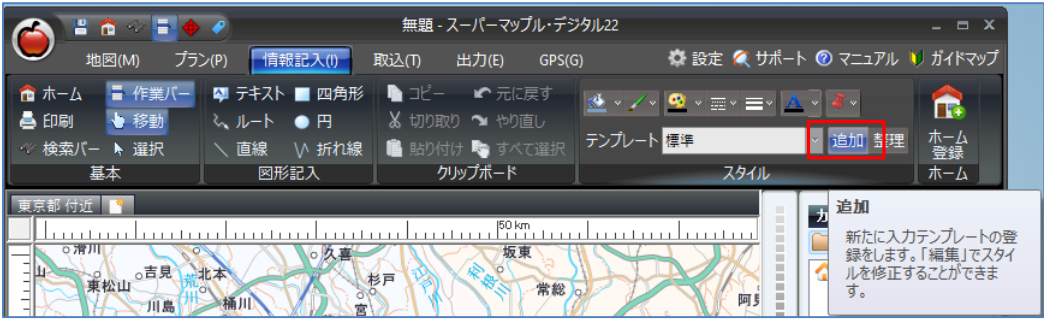 無題 - スーパーマップル・デジタル22
地図(M) プラン(P) 情報記入(I) 取込(T) 出力(E) GPS(G) 設定 サポート マニュアル ガイドマップ
ホーム 作業バー テキスト 四角形 コピー 元に戻す
印刷 移動 ルート 円 切り取り やり直し テンプレート 標準 追加 整理 ホーム登録
検索バー 選択 直線 折れ線 貼り付け すべて選択
基本 図形記入 クリップボード スタイル ホーム
東京都 付近
50 km
追加
新たに入力テンプレートの登
録をします。「編集」でスタイ
ルを修正することができま
す。
滑川 久喜 坂東
吉見 北本 杉戸 江戸川 利根川
東松山 荒川 常総
川島 桶川 宮